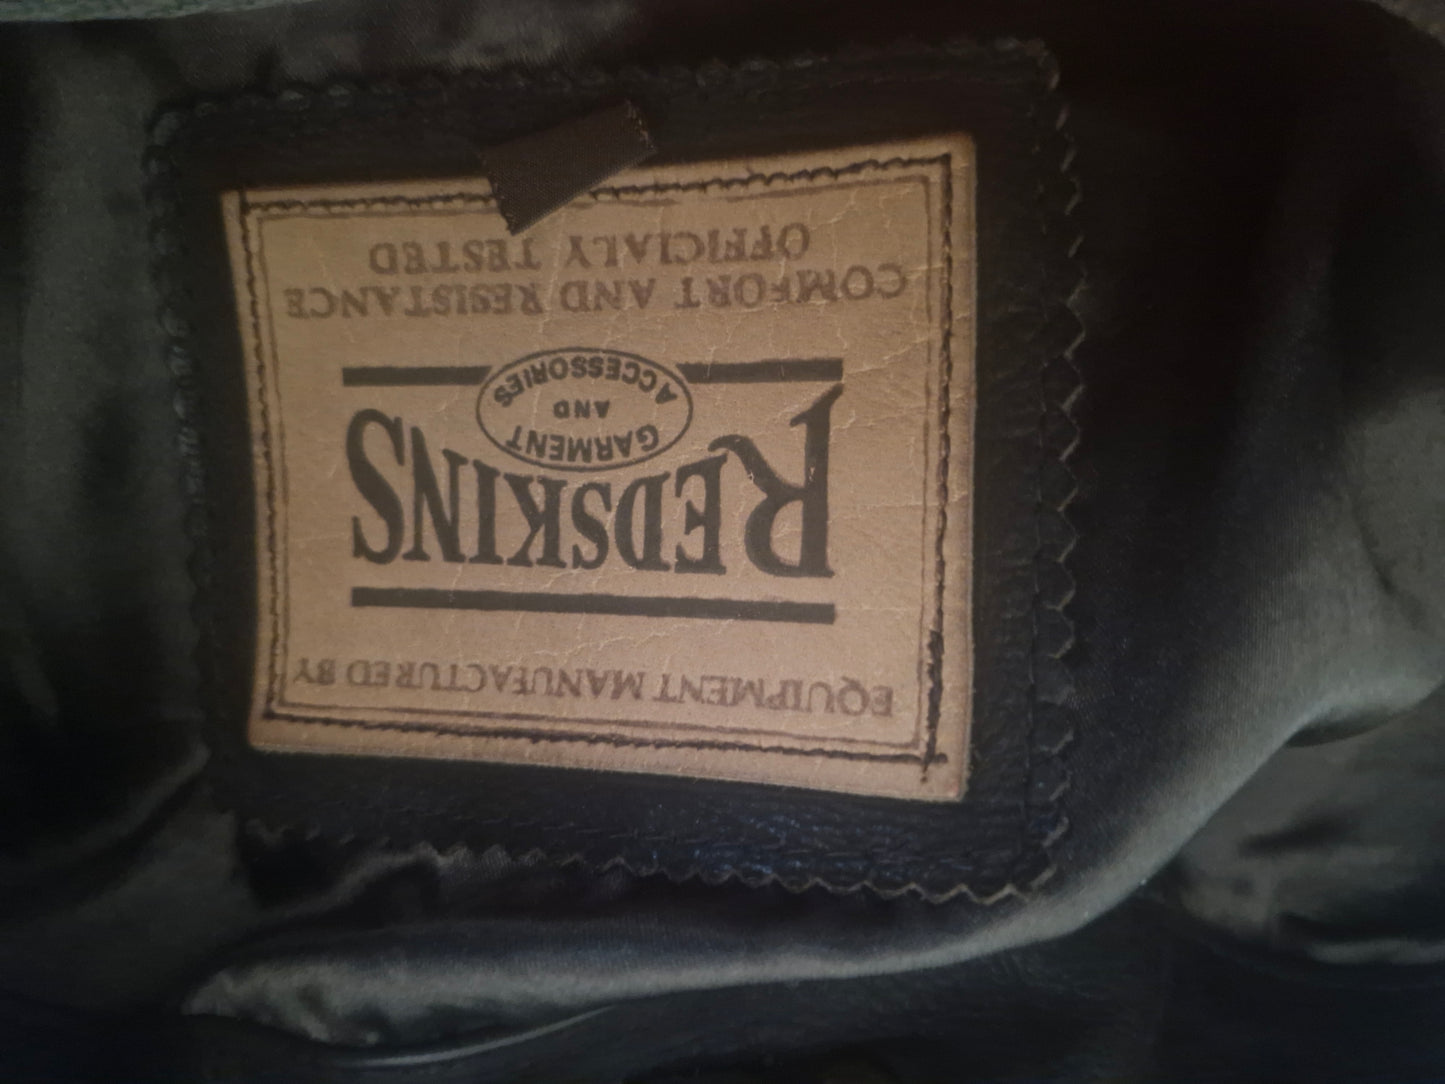 EQUIPMENT MANUFACTURED BY
REDSKINS
GARMENT
AND
ACCESSORIES
COMFORT AND RESISTANCE
OFFICIALY TESTED